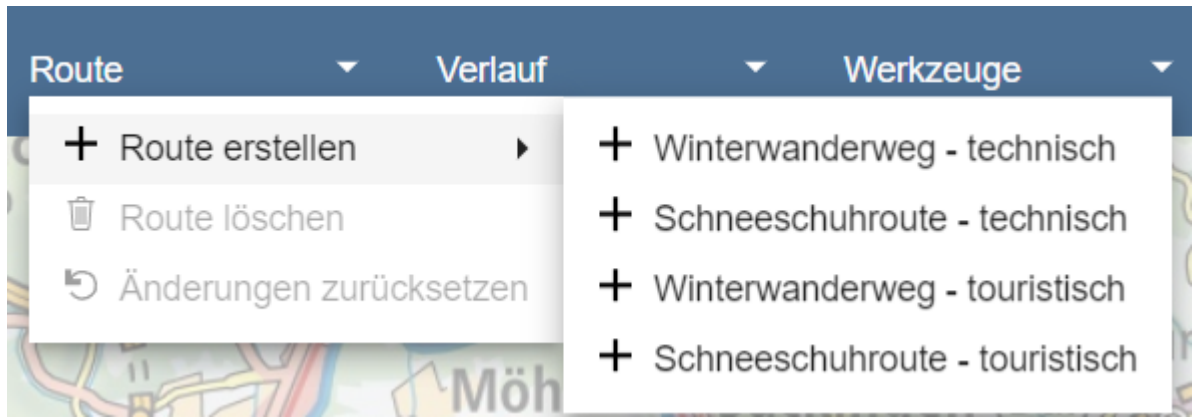 Route Verlauf Werkzeuge
Route erstellen
Route löschen
Änderungen zurücksetzen
Winterwanderweg - technisch
Schneeschuhroute - technisch
Winterwanderweg - touristisch
Schneeschuhroute - touristisch
Möh